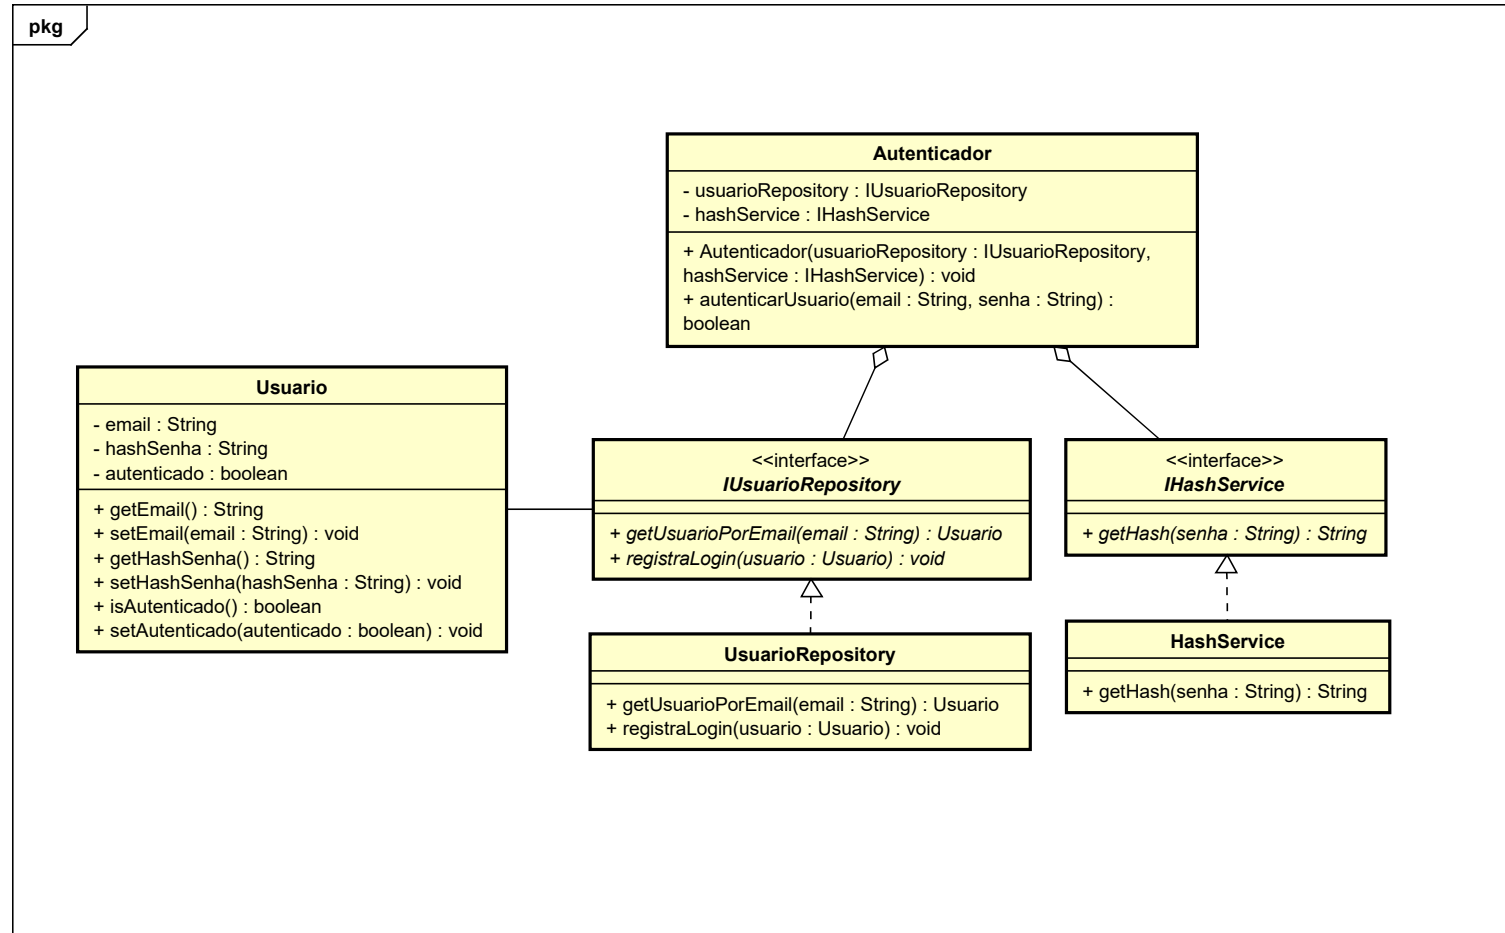 pkg
Autenticador
- usuarioRepository : IUsuarioRepository
- hashService : IHashService
+ Autenticador(usuarioRepository : IUsuarioRepository,
hashService : IHashService) : void
+ autenticarUsuario(email : String, senha : String) :
boolean
Usuario
- email : String
- hashSenha : String
- autenticado : boolean
+ getEmail() : String
+ setEmail(email : String) : void
+ getHashSenha() : String
+ setHashSenha(hashSenha : String) : void
+ isAutenticado() : boolean
+ setAutenticado(autenticado : boolean) : void
<<interface>>
IUsuarioRepository
+ getUsuarioPorEmail(email : String) : Usuario
+ registraLogin(usuario : Usuario) : void
<<interface>>
IHashService
+ getHash(senha : String) : String
UsuarioRepository
+ getUsuarioPorEmail(email : String) : Usuario
+ registraLogin(usuario : Usuario) : void
HashService
+ getHash(senha : String) : String